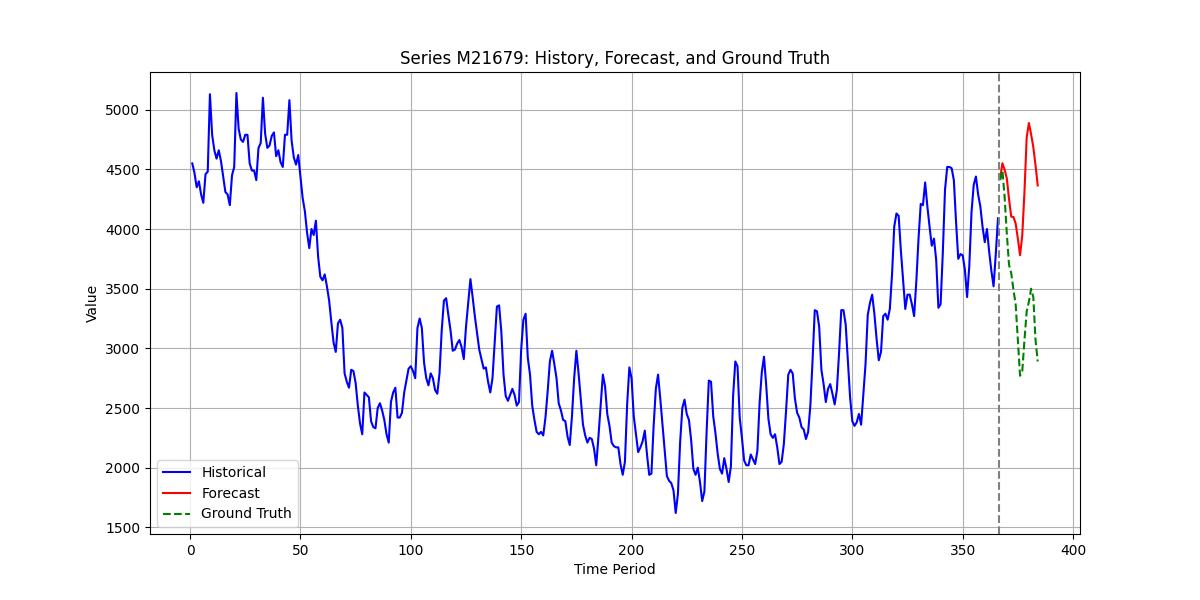 Series M21679: History, Forecast, and Ground Truth
Value
5000
4500
4000
3500
3000
2500
2000
1500
Historical
Forecast
Ground Truth
0 50 100 150 200 250 300 350 400
Time Period